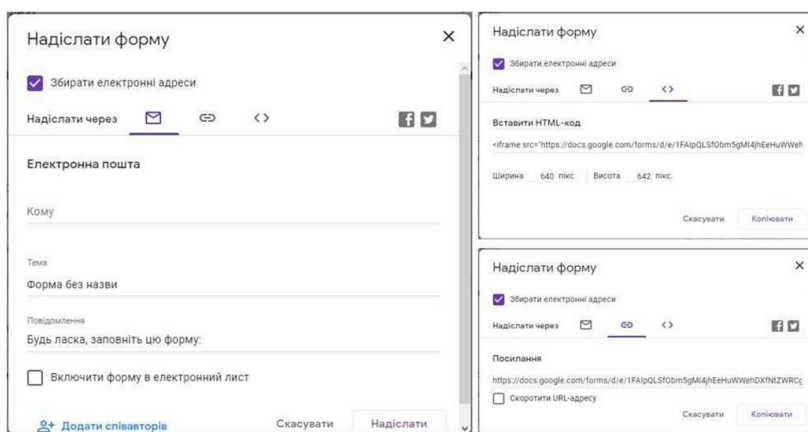 Надіслати форму
Збирати електронні адреси
Надіслати через
Електронна пошта
Кому
Тема
Форма без назви
Повідомлення
Будь ласка, заповніть цю форму:
Включити форму в електронний лист
Додати співавторів Скасувати Надіслати
Надіслати форму
Збирати електронні адреси
Надіслати через
Вставити HTML-код
<iframe src="https://docs.google.com/forms/d/e/1FAIpQLSfObm5gMt4jhEeHuWWeh
Ширина 640 пікс. Висота 642 пікс.
Скасувати Копіювати
Надіслати форму
Збирати електронні адреси
Надіслати через
Посилання
https://docs.google.com/forms/d/e/1FAIpQLSfObm5gMt4jhEeHuWWehDXfNtZWRCg
Скоротити URL-адресу
Скасувати Копіювати